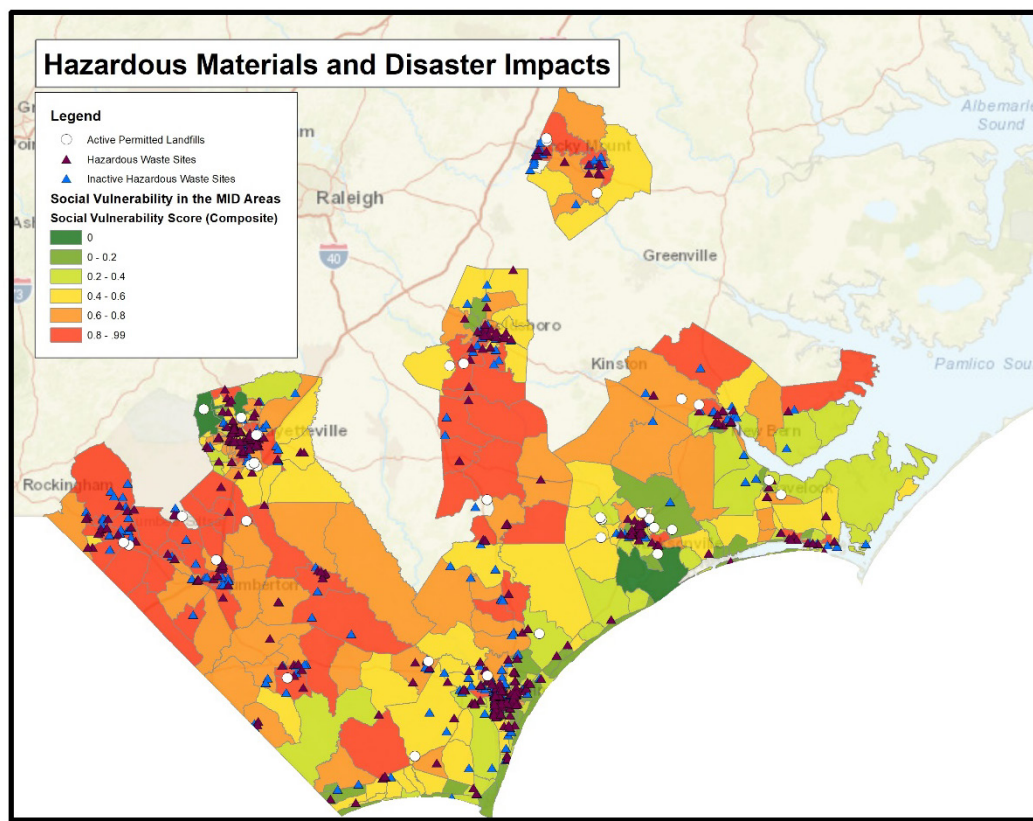 Hazardous Materials and Disaster Impacts
Legend
Active Permitted Landfills
Hazardous Waste Sites
Inactive Hazardous Waste Sites
Social Vulnerability in the MID Areas
Social Vulnerability Score (Composite)
0
0 - 0.2
0.2 - 0.4
0.4 - 0.6
0.6 - 0.8
0.8 - .99
Albemarle
Sound
Raleigh
40
Greenville
Kinston
Pamlico Sou
New Bern
Rockingham